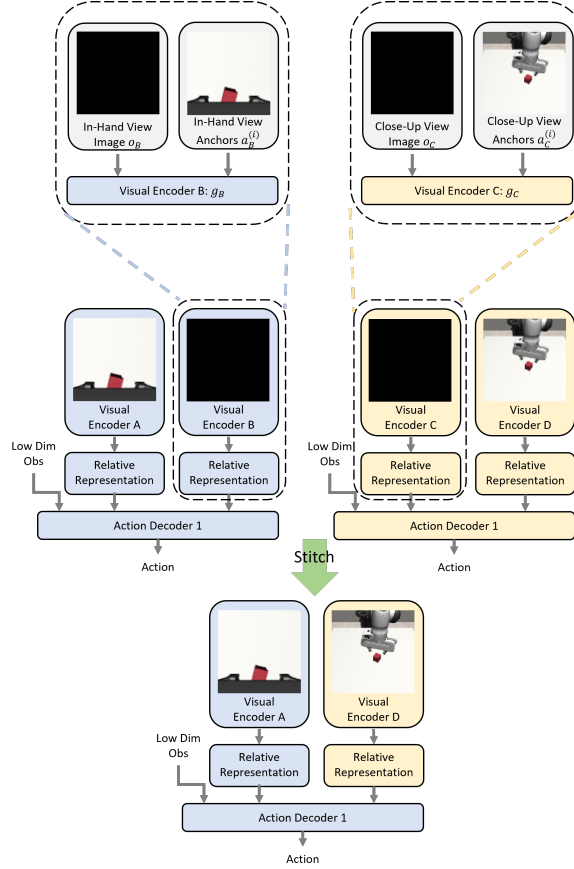 In-Hand View
Image o_B
In-Hand View
Anchors a_B^(i)
Visual Encoder B: g_B
Close-Up View
Image o_C
Close-Up View
Anchors a_C^(i)
Visual Encoder C: g_C
Visual
Encoder A
Visual
Encoder B
Low Dim
Obs
Relative
Representation
Relative
Representation
Action Decoder 1
Action
Visual
Encoder C
Visual
Encoder D
Low Dim
Obs
Relative
Representation
Relative
Representation
Action Decoder 1
Action
Stitch
Visual
Encoder A
Visual
Encoder D
Low Dim
Obs
Relative
Representation
Relative
Representation
Action Decoder 1
Action